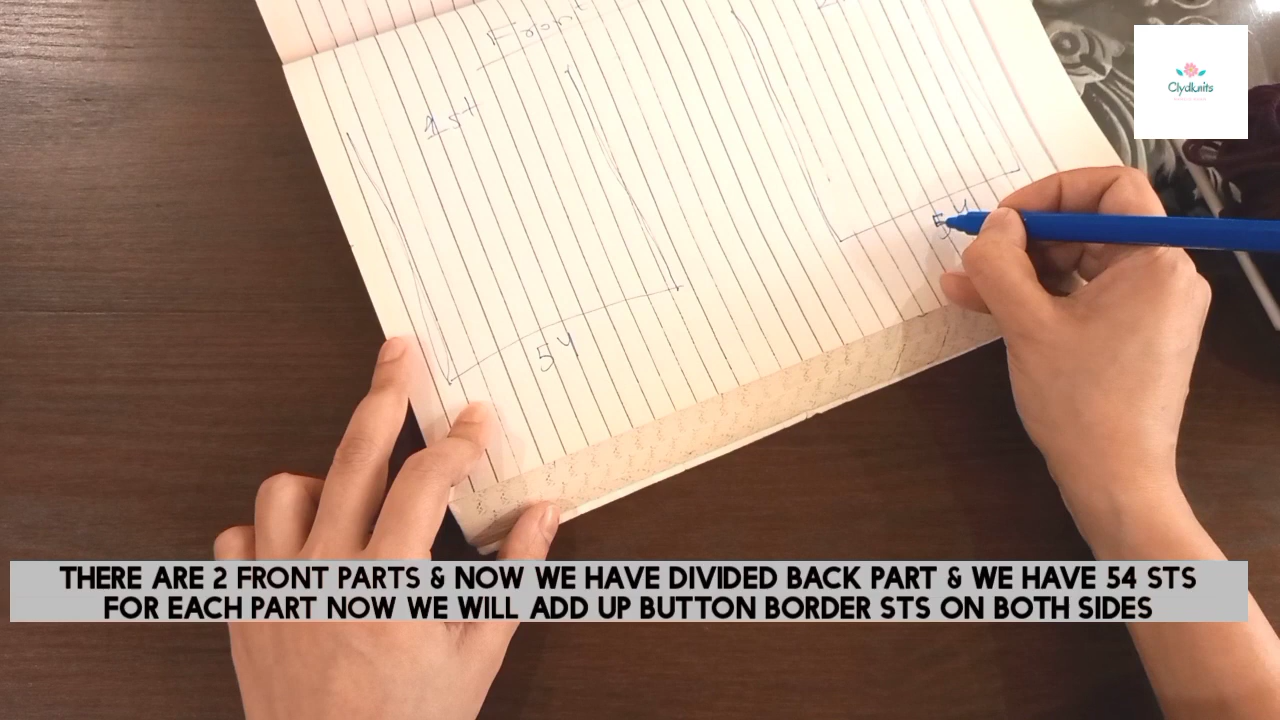 Front
1st
54
54
Clydknits
THERE ARE 2 FRONT PARTS & NOW WE HAVE DIVIDED BACK PART & WE HAVE 54 STS
FOR EACH PART NOW WE WILL ADD UP BUTTON BORDER STS ON BOTH SIDES